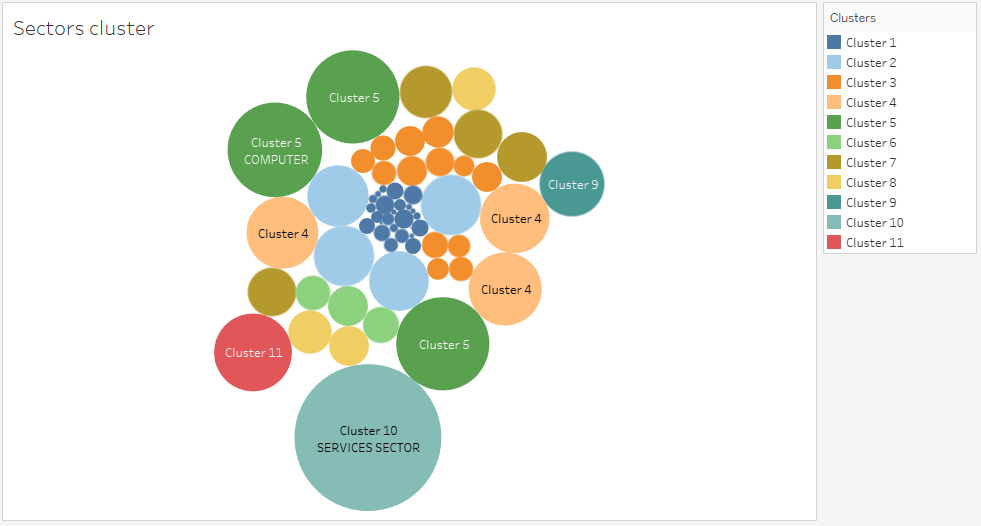 Sectors cluster
Cluster 5
Cluster 5
COMPUTER
Cluster 9
Cluster 4
Cluster 4
Cluster 4
Cluster 5
Cluster 11
Cluster 10
SERVICES SECTOR
Clusters
Cluster 1
Cluster 2
Cluster 3
Cluster 4
Cluster 5
Cluster 6
Cluster 7
Cluster 8
Cluster 9
Cluster 10
Cluster 11